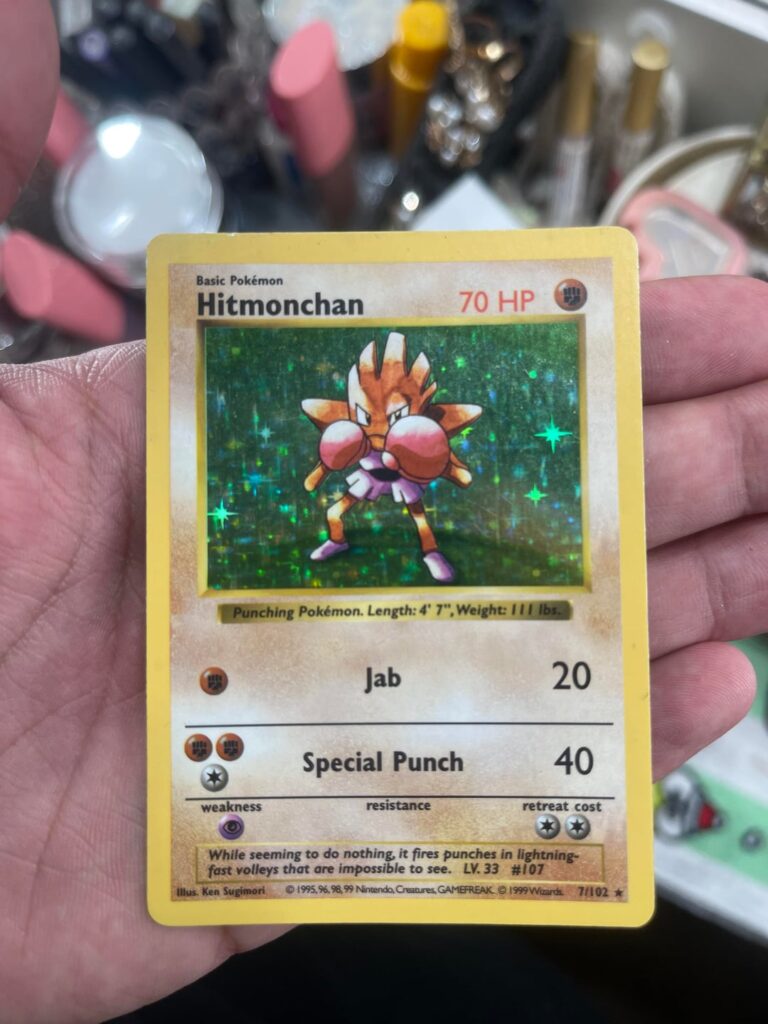 Basic Pokémon
Hitmonchan 70 HP
Punching Pokémon. Length: 4' 7", Weight: 111 lbs.
Jab 20
Special Punch 40
weakness resistance retreat cost
While seeming to do nothing, it fires punches in lightning-
fast volleys that are impossible to see. LV. 33 #107
Illus. Ken Sugimori © 1995, 96, 98, 99 Nintendo, Creatures, GAMEFREAK. © 1999 Wizards. 7/102 ★